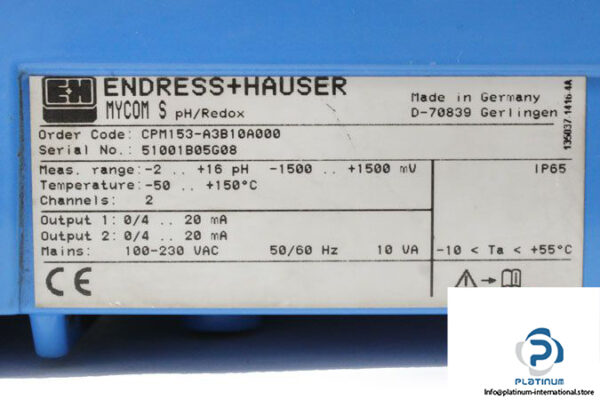 E+H ENDRESS+HAUSER
MYCOM S pH/Redox
Made in Germany
D-70839 Gerlingen
Order Code: CPM153-A3B10A000
Serial No.: 51001B05G08
135037-1416-4A
Meas. range: -2 .. +16 pH -1500 .. +1500 mV
IP65
Temperature: -50 .. +150°C
Channels: 2
Output 1: 0/4 .. 20 mA
Output 2: 0/4 .. 20 mA
Mains: 100-230 VAC 50/60 Hz 10 VA
-10 < Ta < +55°C
CE
PLATINUM
Info@platinum-international.store